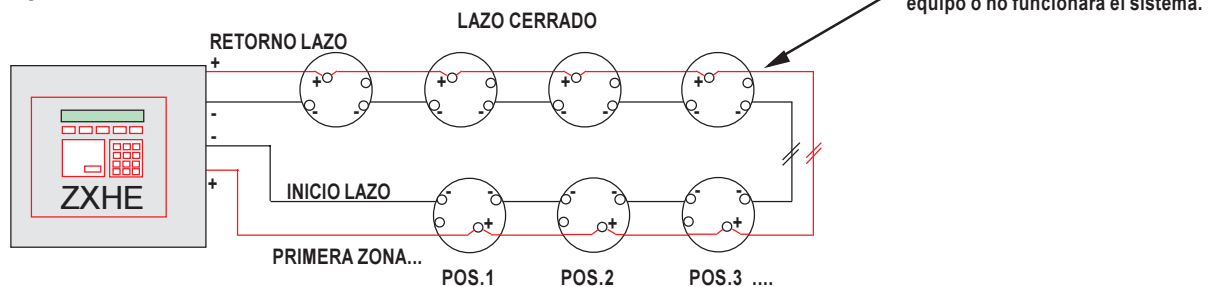 equipo o no funcionará el sistema.
LAZO CERRADO
RETORNO LAZO
+
+ + + +
- - - - - - - -
-
-
+
ZXHE
INICIO LAZO
- - - - - -
+ + +
PRIMERA ZONA...
POS.1 POS.2 POS.3 ....